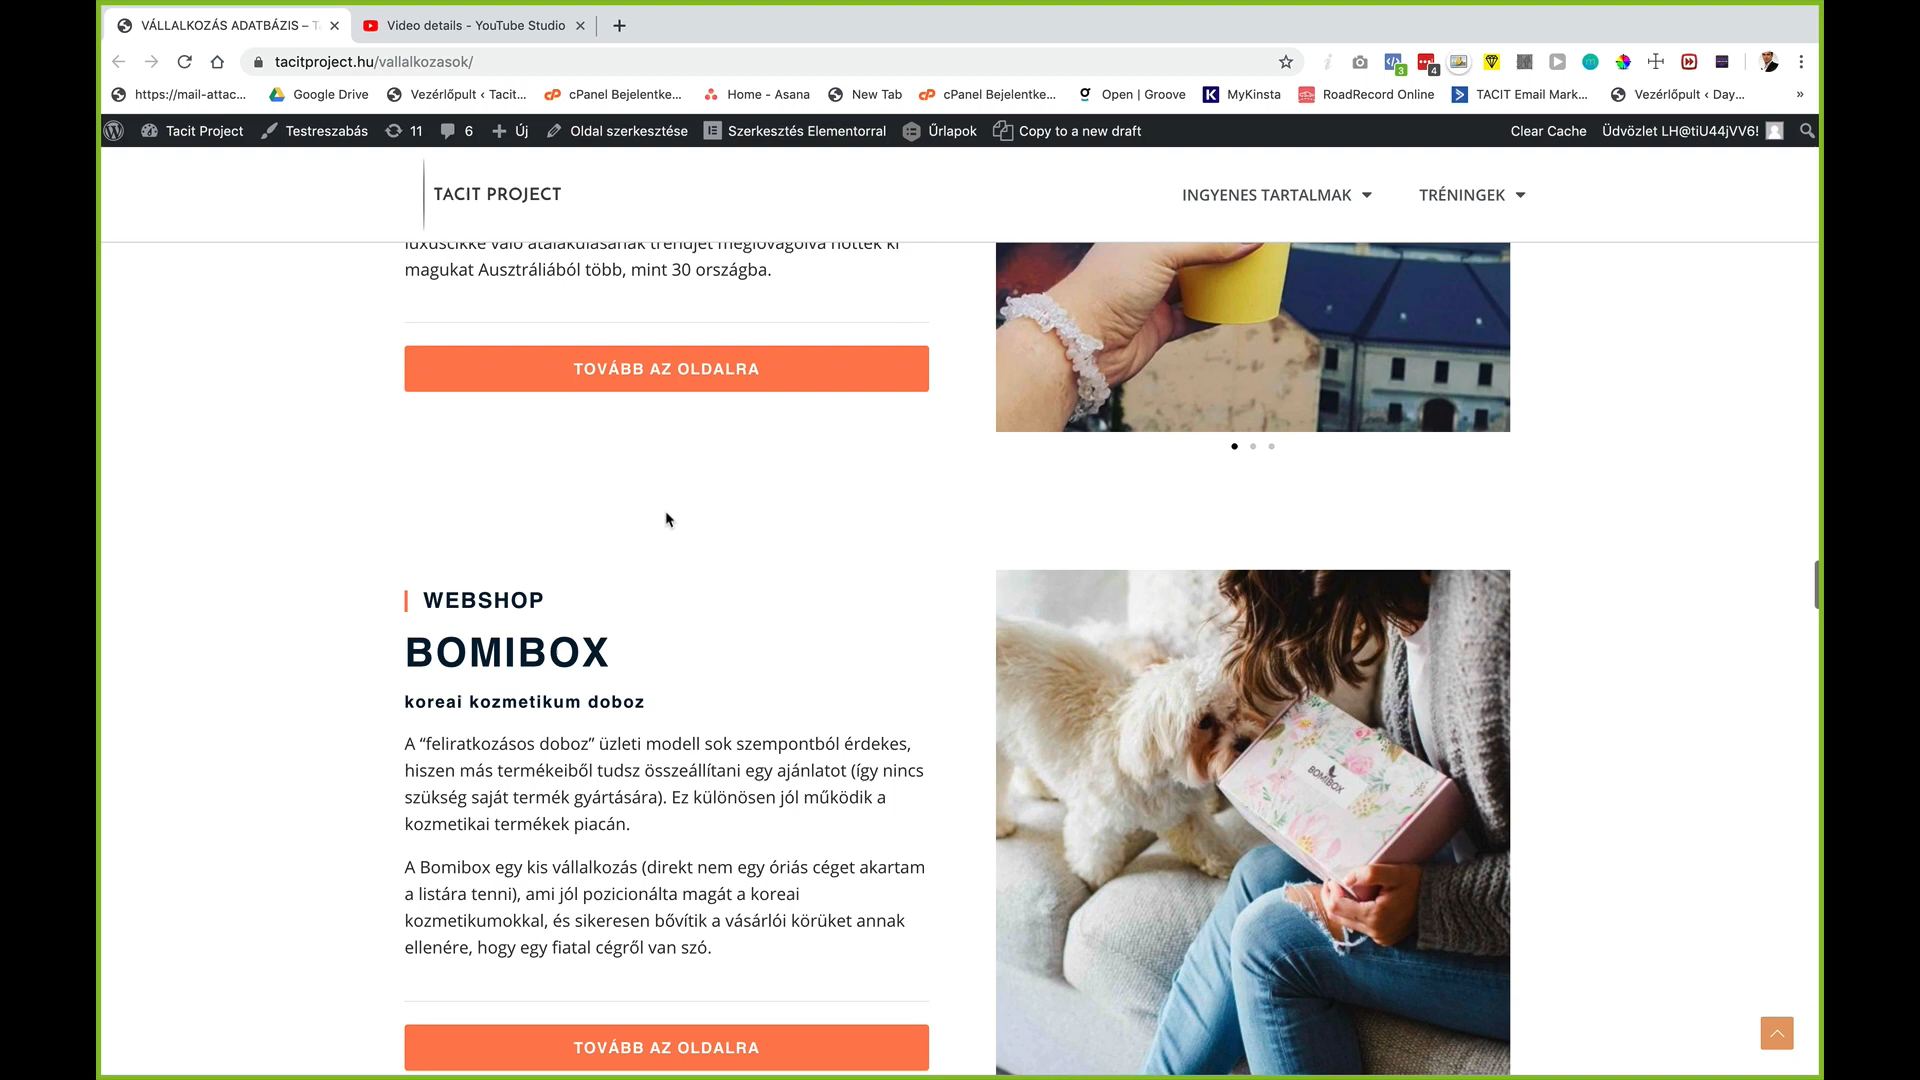 VÁLLALKOZÁS ADATBÁZIS – T
Video details - YouTube Studio
tacitproject.hu/vallalkozasok/
3
4
https://mail-attac...
Google Drive
Vezérlőpult ‹ Tacit...
cPanel Bejelentke...
Home - Asana
New Tab
cPanel Bejelentke...
Open | Groove
MyKinsta
RoadRecord Online
TACIT Email Mark...
Vezérlőpult ‹ Day...
»
Tacit Project
Testreszabás
11
6
Új
Oldal szerkesztése
Szerkesztés Elementorral
Űrlapok
Copy to a new draft
Clear Cache
Üdvözlet LH@tiU44jVV6!
TACIT PROJECT
INGYENES TARTALMAK
TRÉNINGEK
luxuscikké való átalakulásának trendjét meglovagolva nőttek ki
magukat Ausztráliából több, mint 30 országba.
TOVÁBB AZ OLDALRA
WEBSHOP
BOMIBOX
koreai kozmetikum doboz
A “feliratkozásos doboz” üzleti modell sok szempontból érdekes,
hiszen más termékeiből tudsz összeállítani egy ajánlatot (így nincs
szükség saját termék gyártására). Ez különösen jól működik a
kozmetikai termékek piacán.
A Bomibox egy kis vállalkozás (direkt nem egy óriás céget akartam
a listára tenni), ami jól pozicionálta magát a koreai
kozmetikumokkal, és sikeresen bővítik a vásárlói körüket annak
ellenére, hogy egy fiatal cégről van szó.
TOVÁBB AZ OLDALRA
BOMIBOX